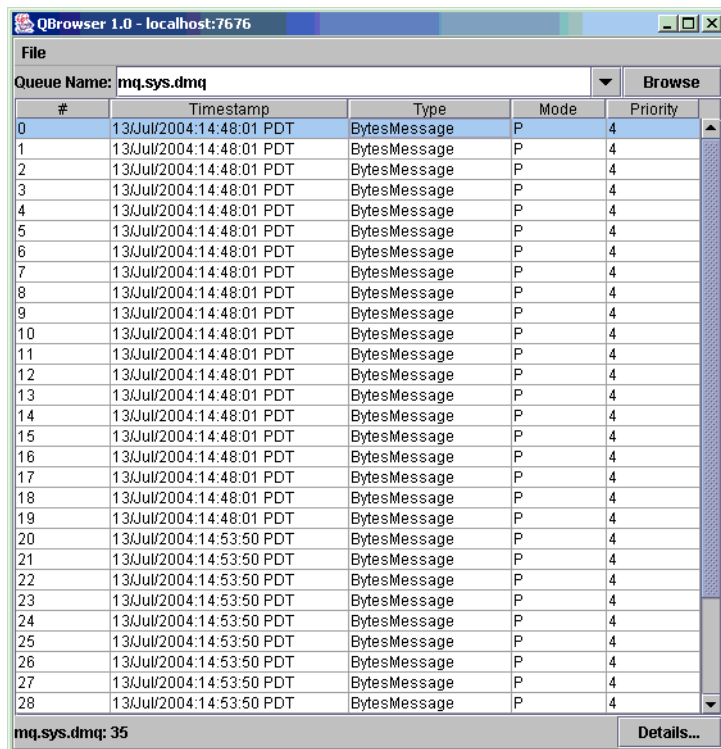 QBrowser 1.0 - localhost:7676
File
Queue Name: mq.sys.dmq Browse
# Timestamp Type Mode Priority
0 13/Jul/2004:14:48:01 PDT BytesMessage P 4
1 13/Jul/2004:14:48:01 PDT BytesMessage P 4
2 13/Jul/2004:14:48:01 PDT BytesMessage P 4
3 13/Jul/2004:14:48:01 PDT BytesMessage P 4
4 13/Jul/2004:14:48:01 PDT BytesMessage P 4
5 13/Jul/2004:14:48:01 PDT BytesMessage P 4
6 13/Jul/2004:14:48:01 PDT BytesMessage P 4
7 13/Jul/2004:14:48:01 PDT BytesMessage P 4
8 13/Jul/2004:14:48:01 PDT BytesMessage P 4
9 13/Jul/2004:14:48:01 PDT BytesMessage P 4
10 13/Jul/2004:14:48:01 PDT BytesMessage P 4
11 13/Jul/2004:14:48:01 PDT BytesMessage P 4
12 13/Jul/2004:14:48:01 PDT BytesMessage P 4
13 13/Jul/2004:14:48:01 PDT BytesMessage P 4
14 13/Jul/2004:14:48:01 PDT BytesMessage P 4
15 13/Jul/2004:14:48:01 PDT BytesMessage P 4
16 13/Jul/2004:14:48:01 PDT BytesMessage P 4
17 13/Jul/2004:14:48:01 PDT BytesMessage P 4
18 13/Jul/2004:14:48:01 PDT BytesMessage P 4
19 13/Jul/2004:14:48:01 PDT BytesMessage P 4
20 13/Jul/2004:14:53:50 PDT BytesMessage P 4
21 13/Jul/2004:14:53:50 PDT BytesMessage P 4
22 13/Jul/2004:14:53:50 PDT BytesMessage P 4
23 13/Jul/2004:14:53:50 PDT BytesMessage P 4
24 13/Jul/2004:14:53:50 PDT BytesMessage P 4
25 13/Jul/2004:14:53:50 PDT BytesMessage P 4
26 13/Jul/2004:14:53:50 PDT BytesMessage P 4
27 13/Jul/2004:14:53:50 PDT BytesMessage P 4
28 13/Jul/2004:14:53:50 PDT BytesMessage P 4
mq.sys.dmq: 35 Details...